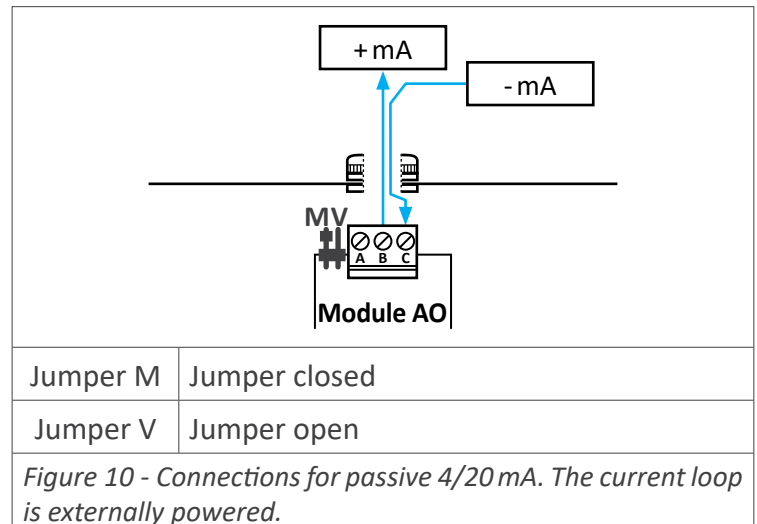 + mA
- mA
MV
A B C
Module AO
Jumper M Jumper closed
Jumper V Jumper open
Figure 10 - Connections for passive 4/20 mA. The current loop
is externally powered.